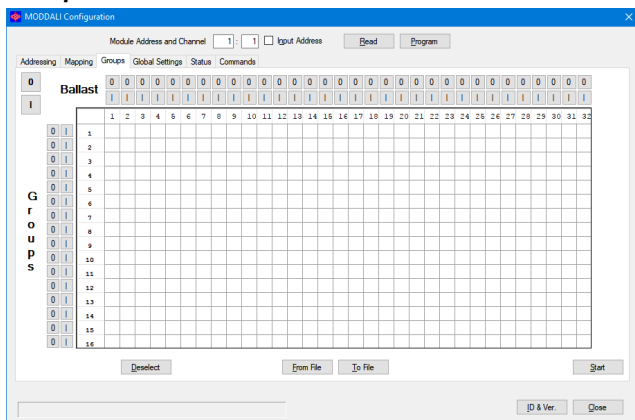 MODDALI Configuration
Module Address and Channel 1 : 1 Input Address Read Program
Addressing Mapping Groups Global Settings Status Commands
0 Ballast 0 0 0 0 0 0 0 0 0 0 0 0 0 0 0 0 0 0 0 0 0 0 0 0 0 0 0 0 0 0 0 0
I I I I I I I I I I I I I I I I I I I I I I I I I I I I I I I I I
1 2 3 4 5 6 7 8 9 10 11 12 13 14 15 16 17 18 19 20 21 22 23 24 25 26 27 28 29 30 31 32
Groups
0 I 1
0 I 2
0 I 3
0 I 4
0 I 5
0 I 6
0 I 7
0 I 8
0 I 9
0 I 10
0 I 11
0 I 12
0 I 13
0 I 14
0 I 15
0 I 16
Deselect From File To File Start
ID & Ver. Close